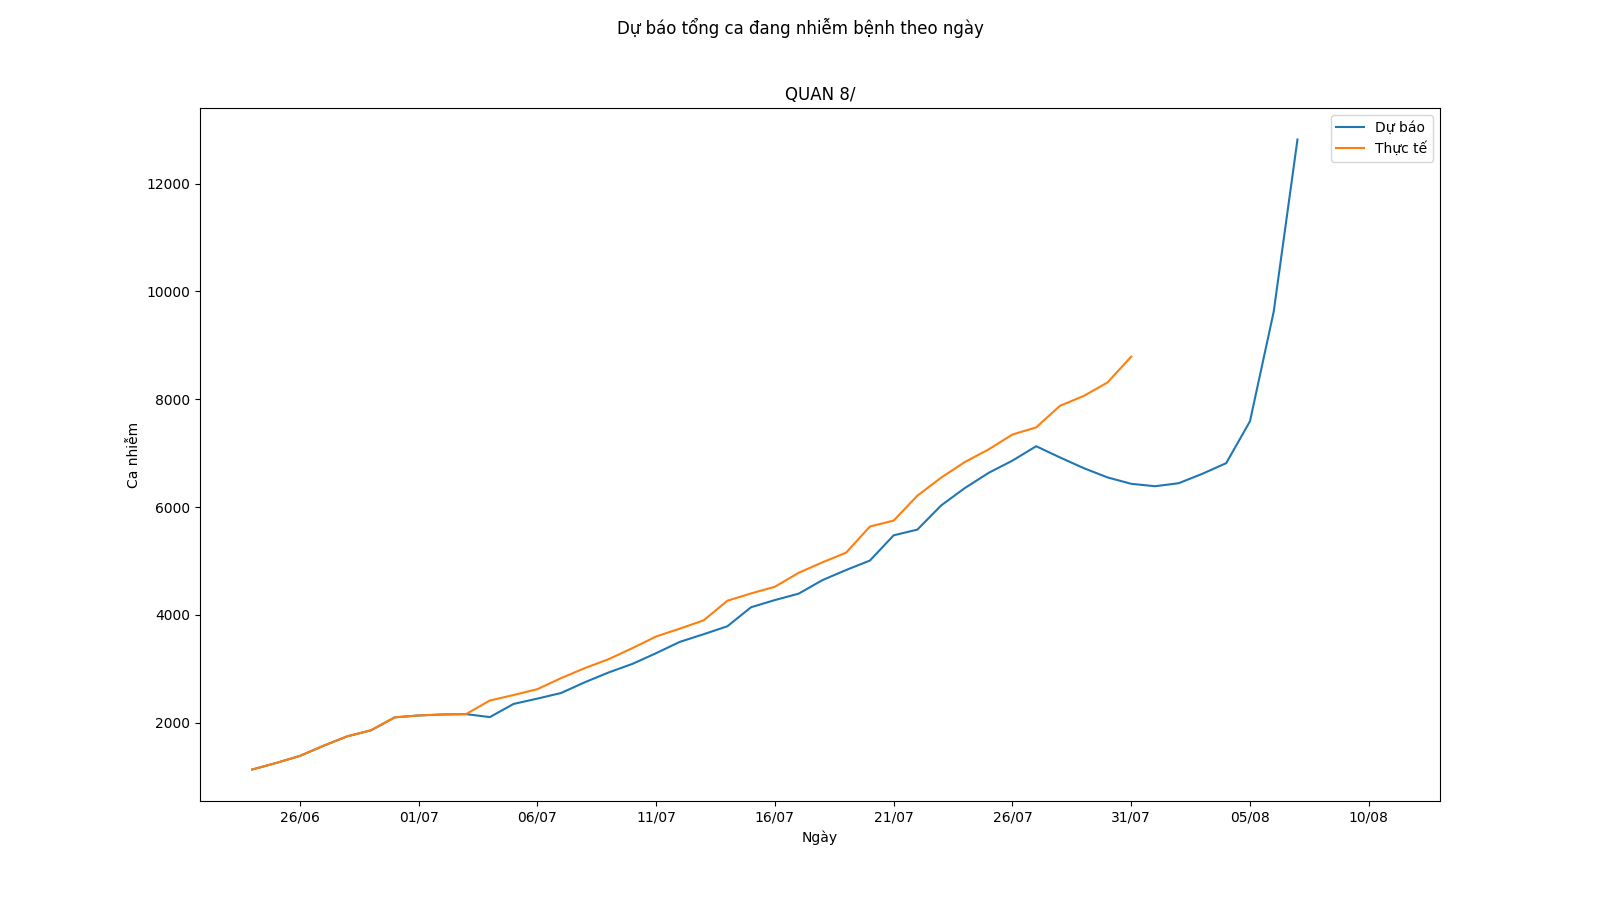 Dự báo tổng ca đang nhiễm bệnh theo ngày
QUAN 8/
Dự báo
Thực tế
12000
10000
8000
6000
4000
2000
Ca nhiễm
26/06
01/07
06/07
11/07
16/07
21/07
26/07
31/07
05/08
10/08
Ngày